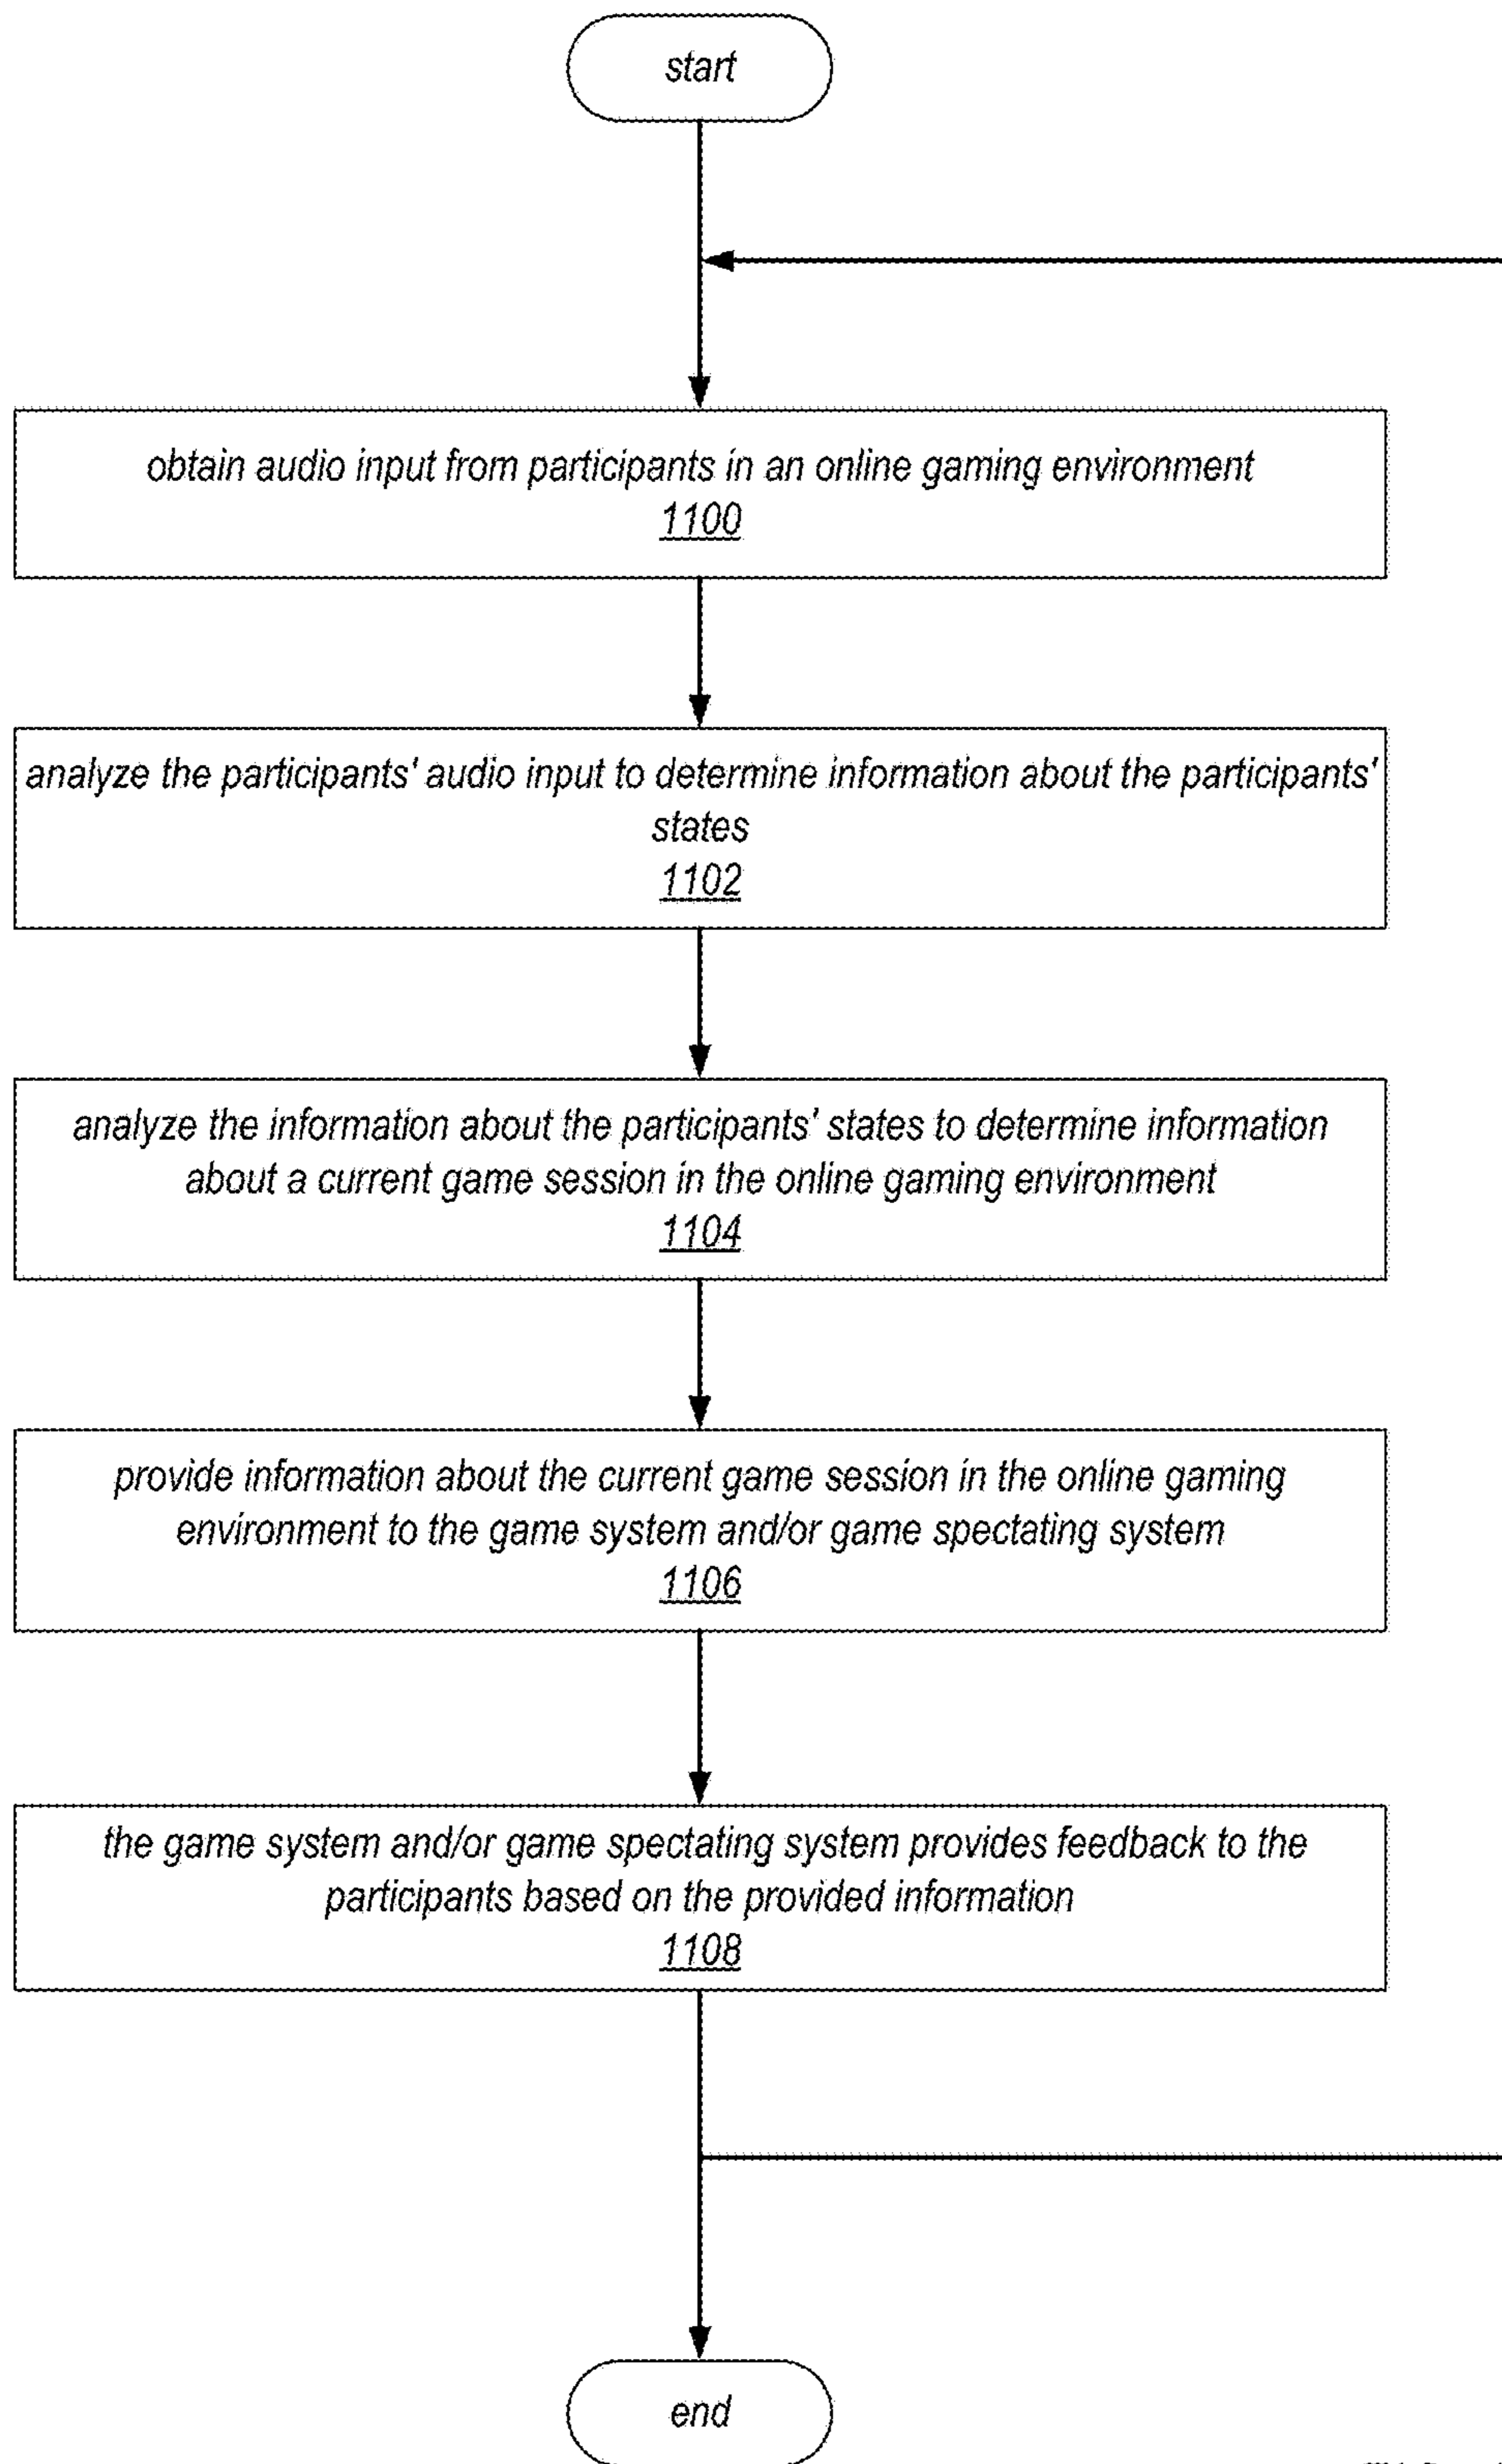 start
obtain audio input from participants in an online gaming environment
1100
analyze the participants' audio input to determine information about the participants'
states
1102
analyze the information about the participants' states to determine information
about a current game session in the online gaming environment
1104
provide information about the current game session in the online gaming
environment to the game system and/or game spectating system
1106
the game system and/or game spectating system provides feedback to the
participants based on the provided information
1108
end